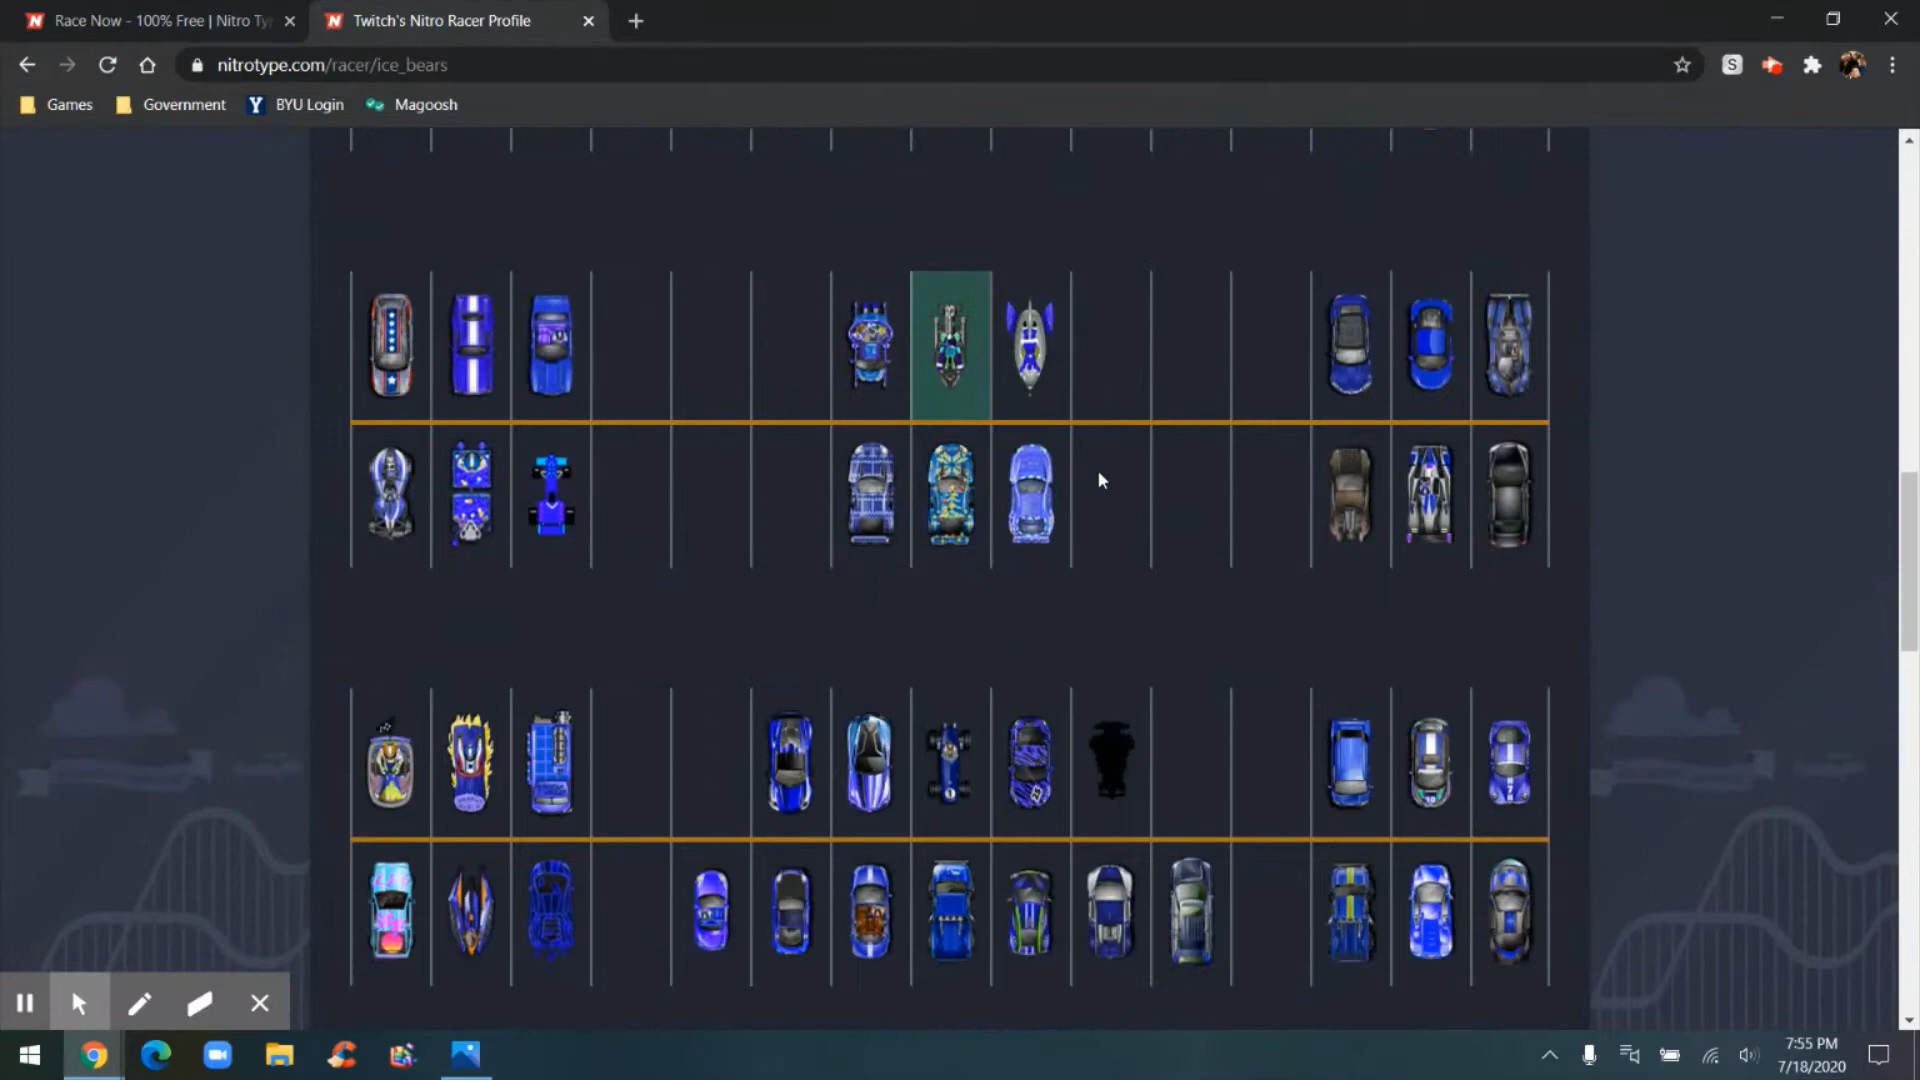 Race Now - 100% Free | Nitro Ty
Twitch's Nitro Racer Profile
nitrotype.com/racer/ice_bears
S
Games
Government
Y
BYU Login
Magoosh
7:55 PM
7/18/2020